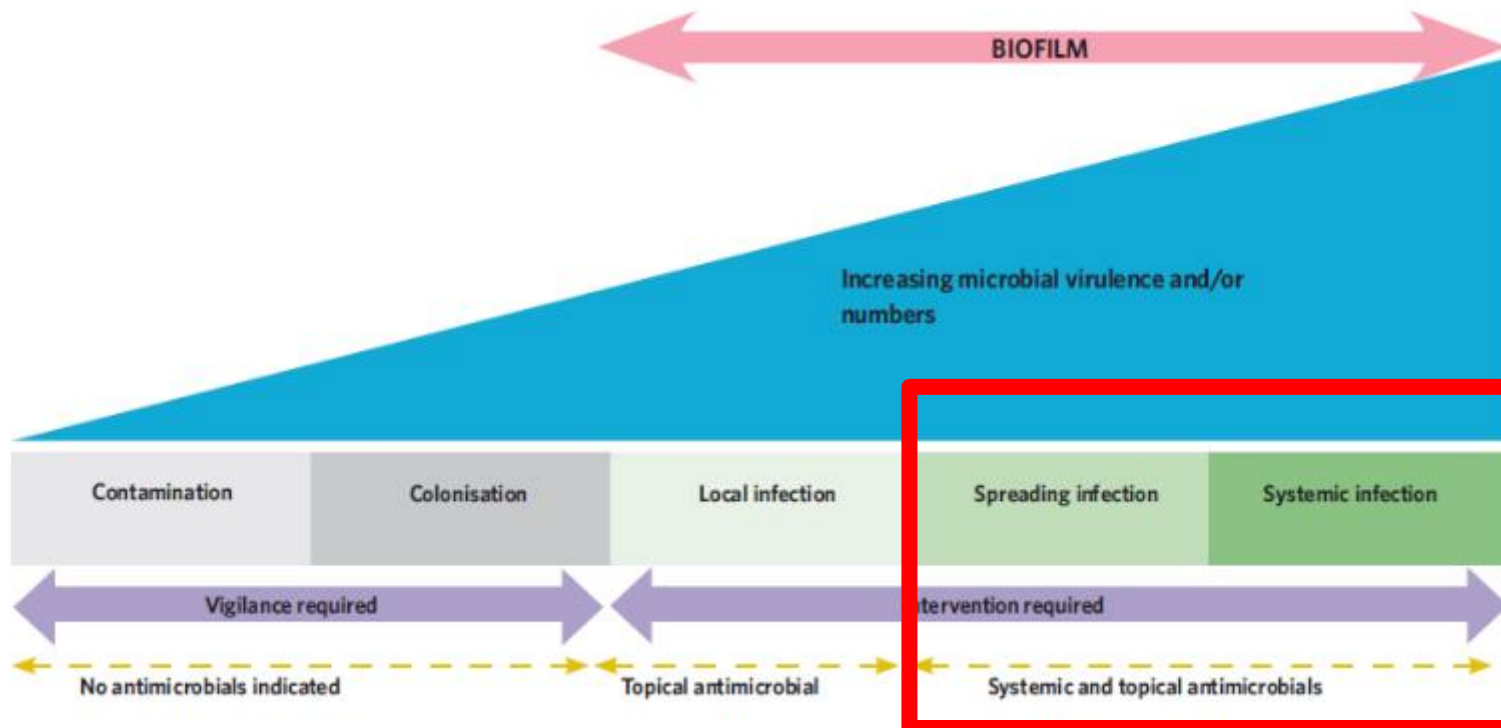 BIOFILM
Increasing microbial virulence and/or
numbers
Contamination
Colonisation
Local infection
Spreading infection
Systemic infection
Vigilance required
ntervention required
No antimicrobials indicated
Topical antimicrobial
Systemic and topical antimicrobials